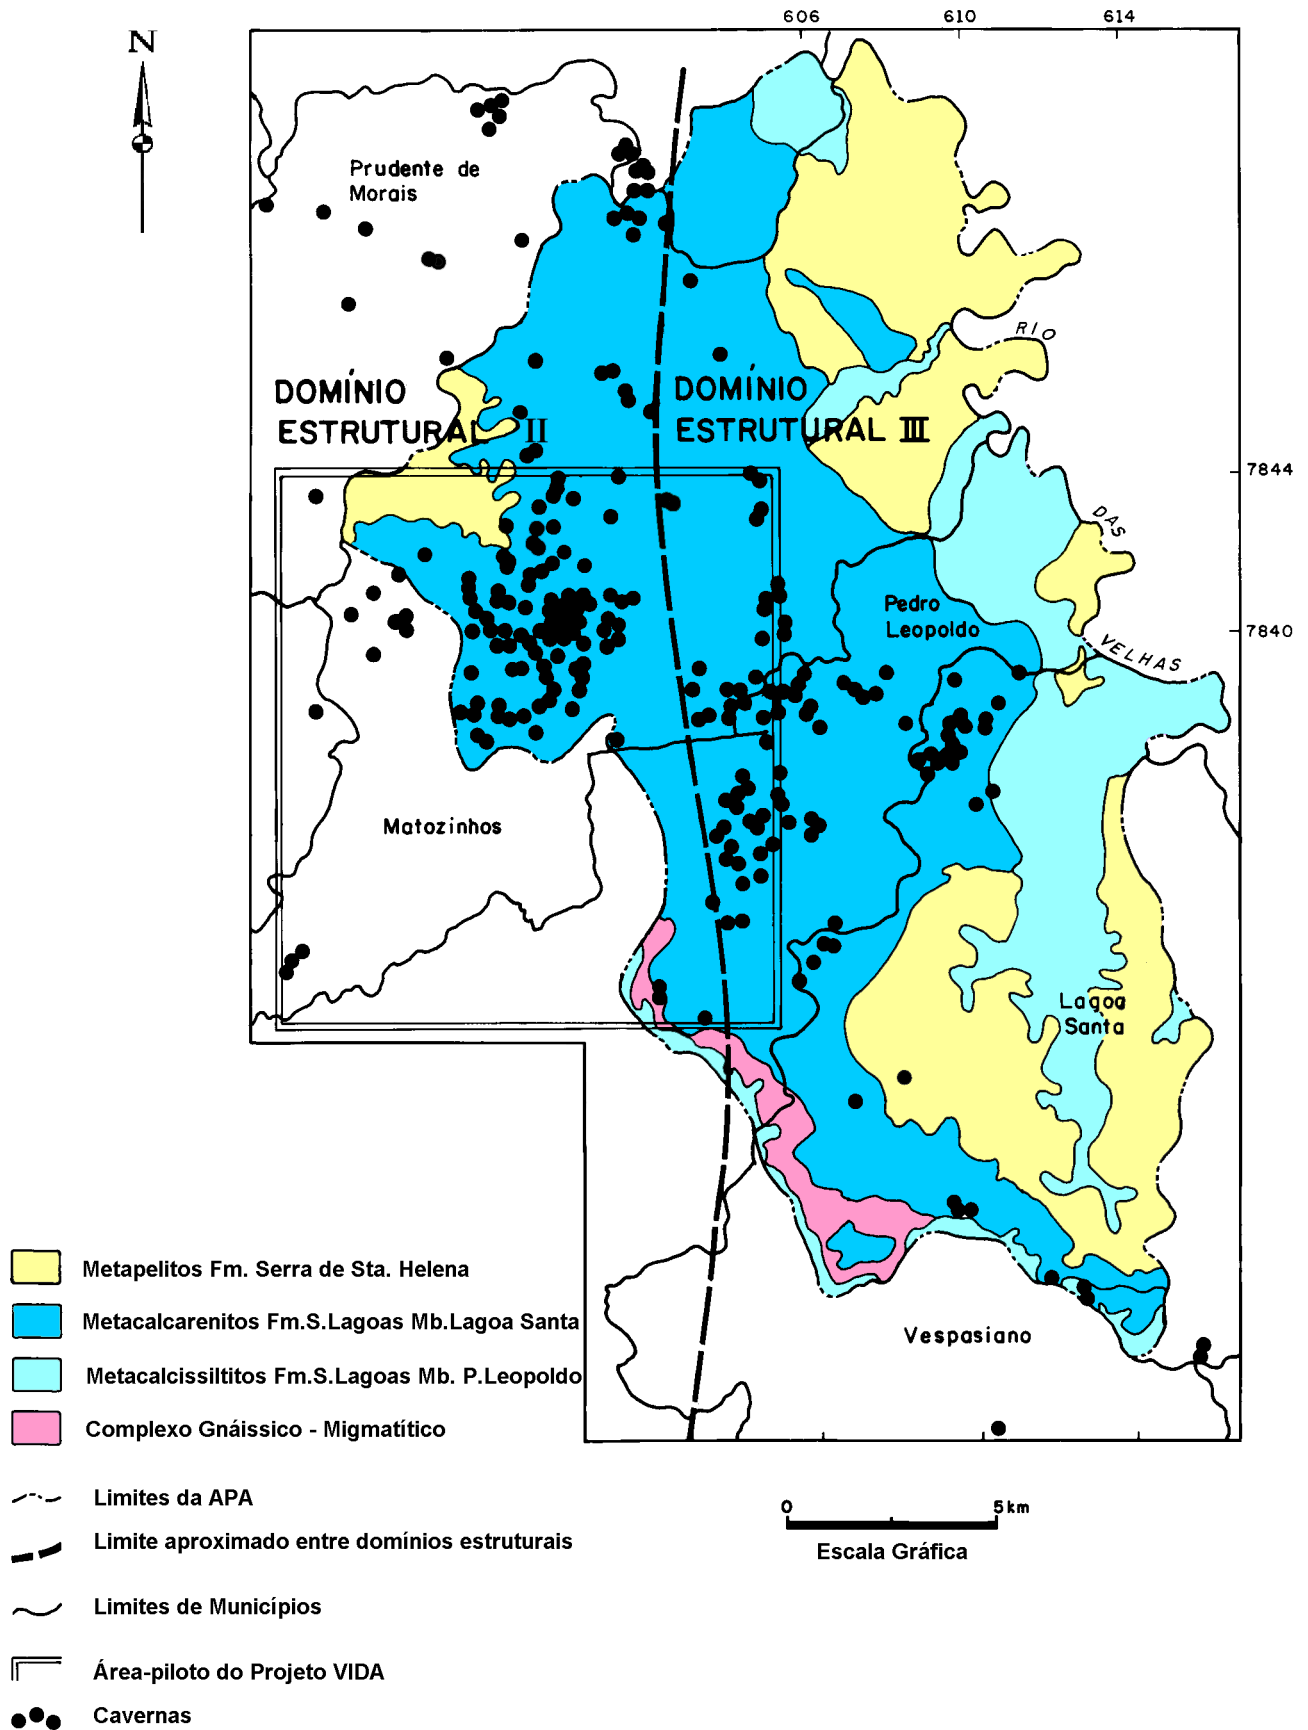 606 610 614
N
Prudente de
Morais
RIO
DOMÍNIO
ESTRUTURAL II
DOMÍNIO
ESTRUTURAL III
7844
DAS
Pedro
Leopoldo
7840
VELHAS
Matozinhos
Lagoa
Santa
Vespasiano
Metapelitos Fm. Serra de Sta. Helena
Metacalcarenitos Fm.S.Lagoas Mb.Lagoa Santa
Metacalcissiltitos Fm.S.Lagoas Mb. P.Leopoldo
Complexo Gnáissico - Migmatítico
Limites da APA
Limite aproximado entre domínios estruturais
Limites de Municípios
Área-piloto do Projeto VIDA
Cavernas
0 5km
Escala Gráfica